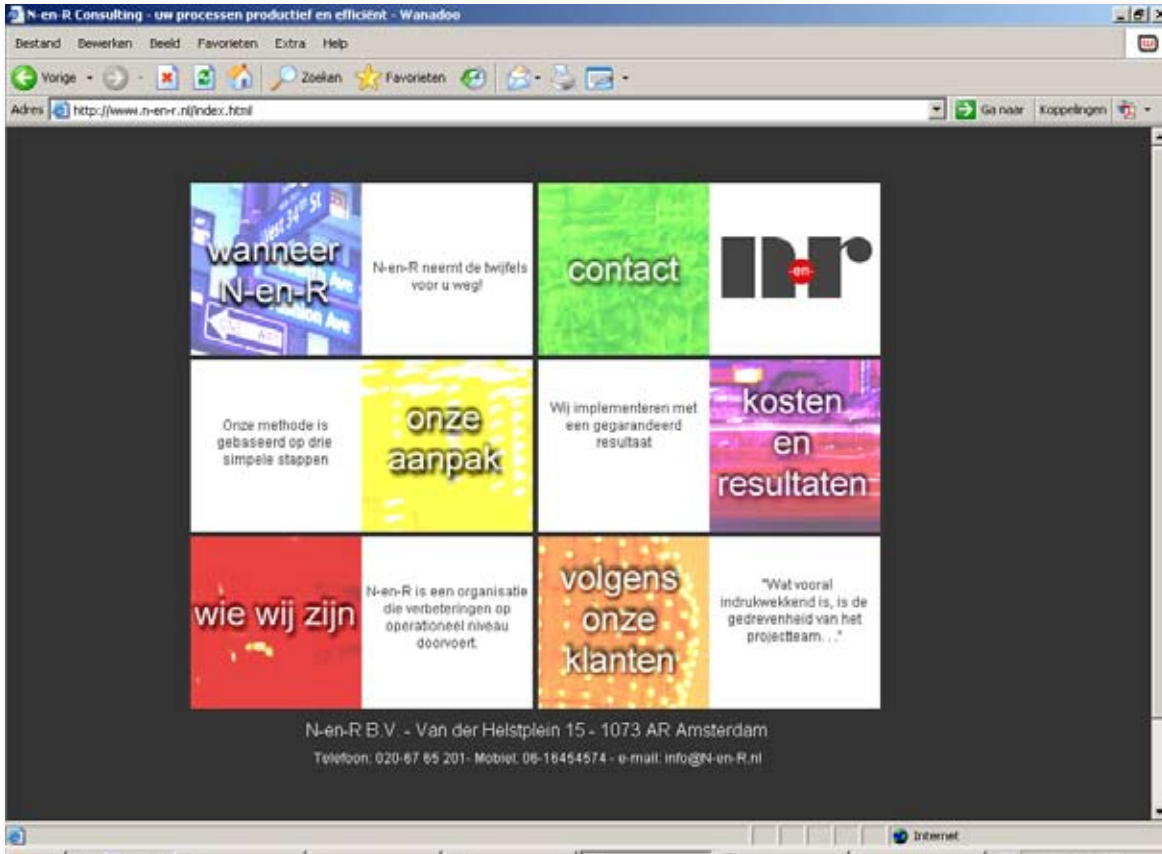 N-en-R Consulting - uw processen productief en efficiënt - Wanadoo
Bestand Bewerken Beeld Favorieten Extra Help
Vorige Zoeken Favorieten
Adres http://www.n-en-r.nl/index.html Ga naar Koppelingen
West 34th St
wanneer
N-en-R
Fashion Ave
N-en-R neemt de twijfels
voor u weg!
contact
n-en-r
Onze methode is
gebaseerd op drie
simpele stappen
onze
aanpak
Wij implementeren met
een gegarandeerd
resultaat
kosten
en
resultaten
wie wij zijn
N-en-R is een organisatie
die verbeteringen op
operationeel niveau
doorvoert.
volgens
onze
klanten
"Wat vooral
indrukwekkend is, is de
gedrevenheid van het
projectteam. . ."
N-en-R B.V. - Van der Helstplein 15 - 1073 AR Amsterdam
Telefoon: 020-67 65 201- Mobiel: 06-16454574 - e-mail: info@N-en-R.nl
Internet